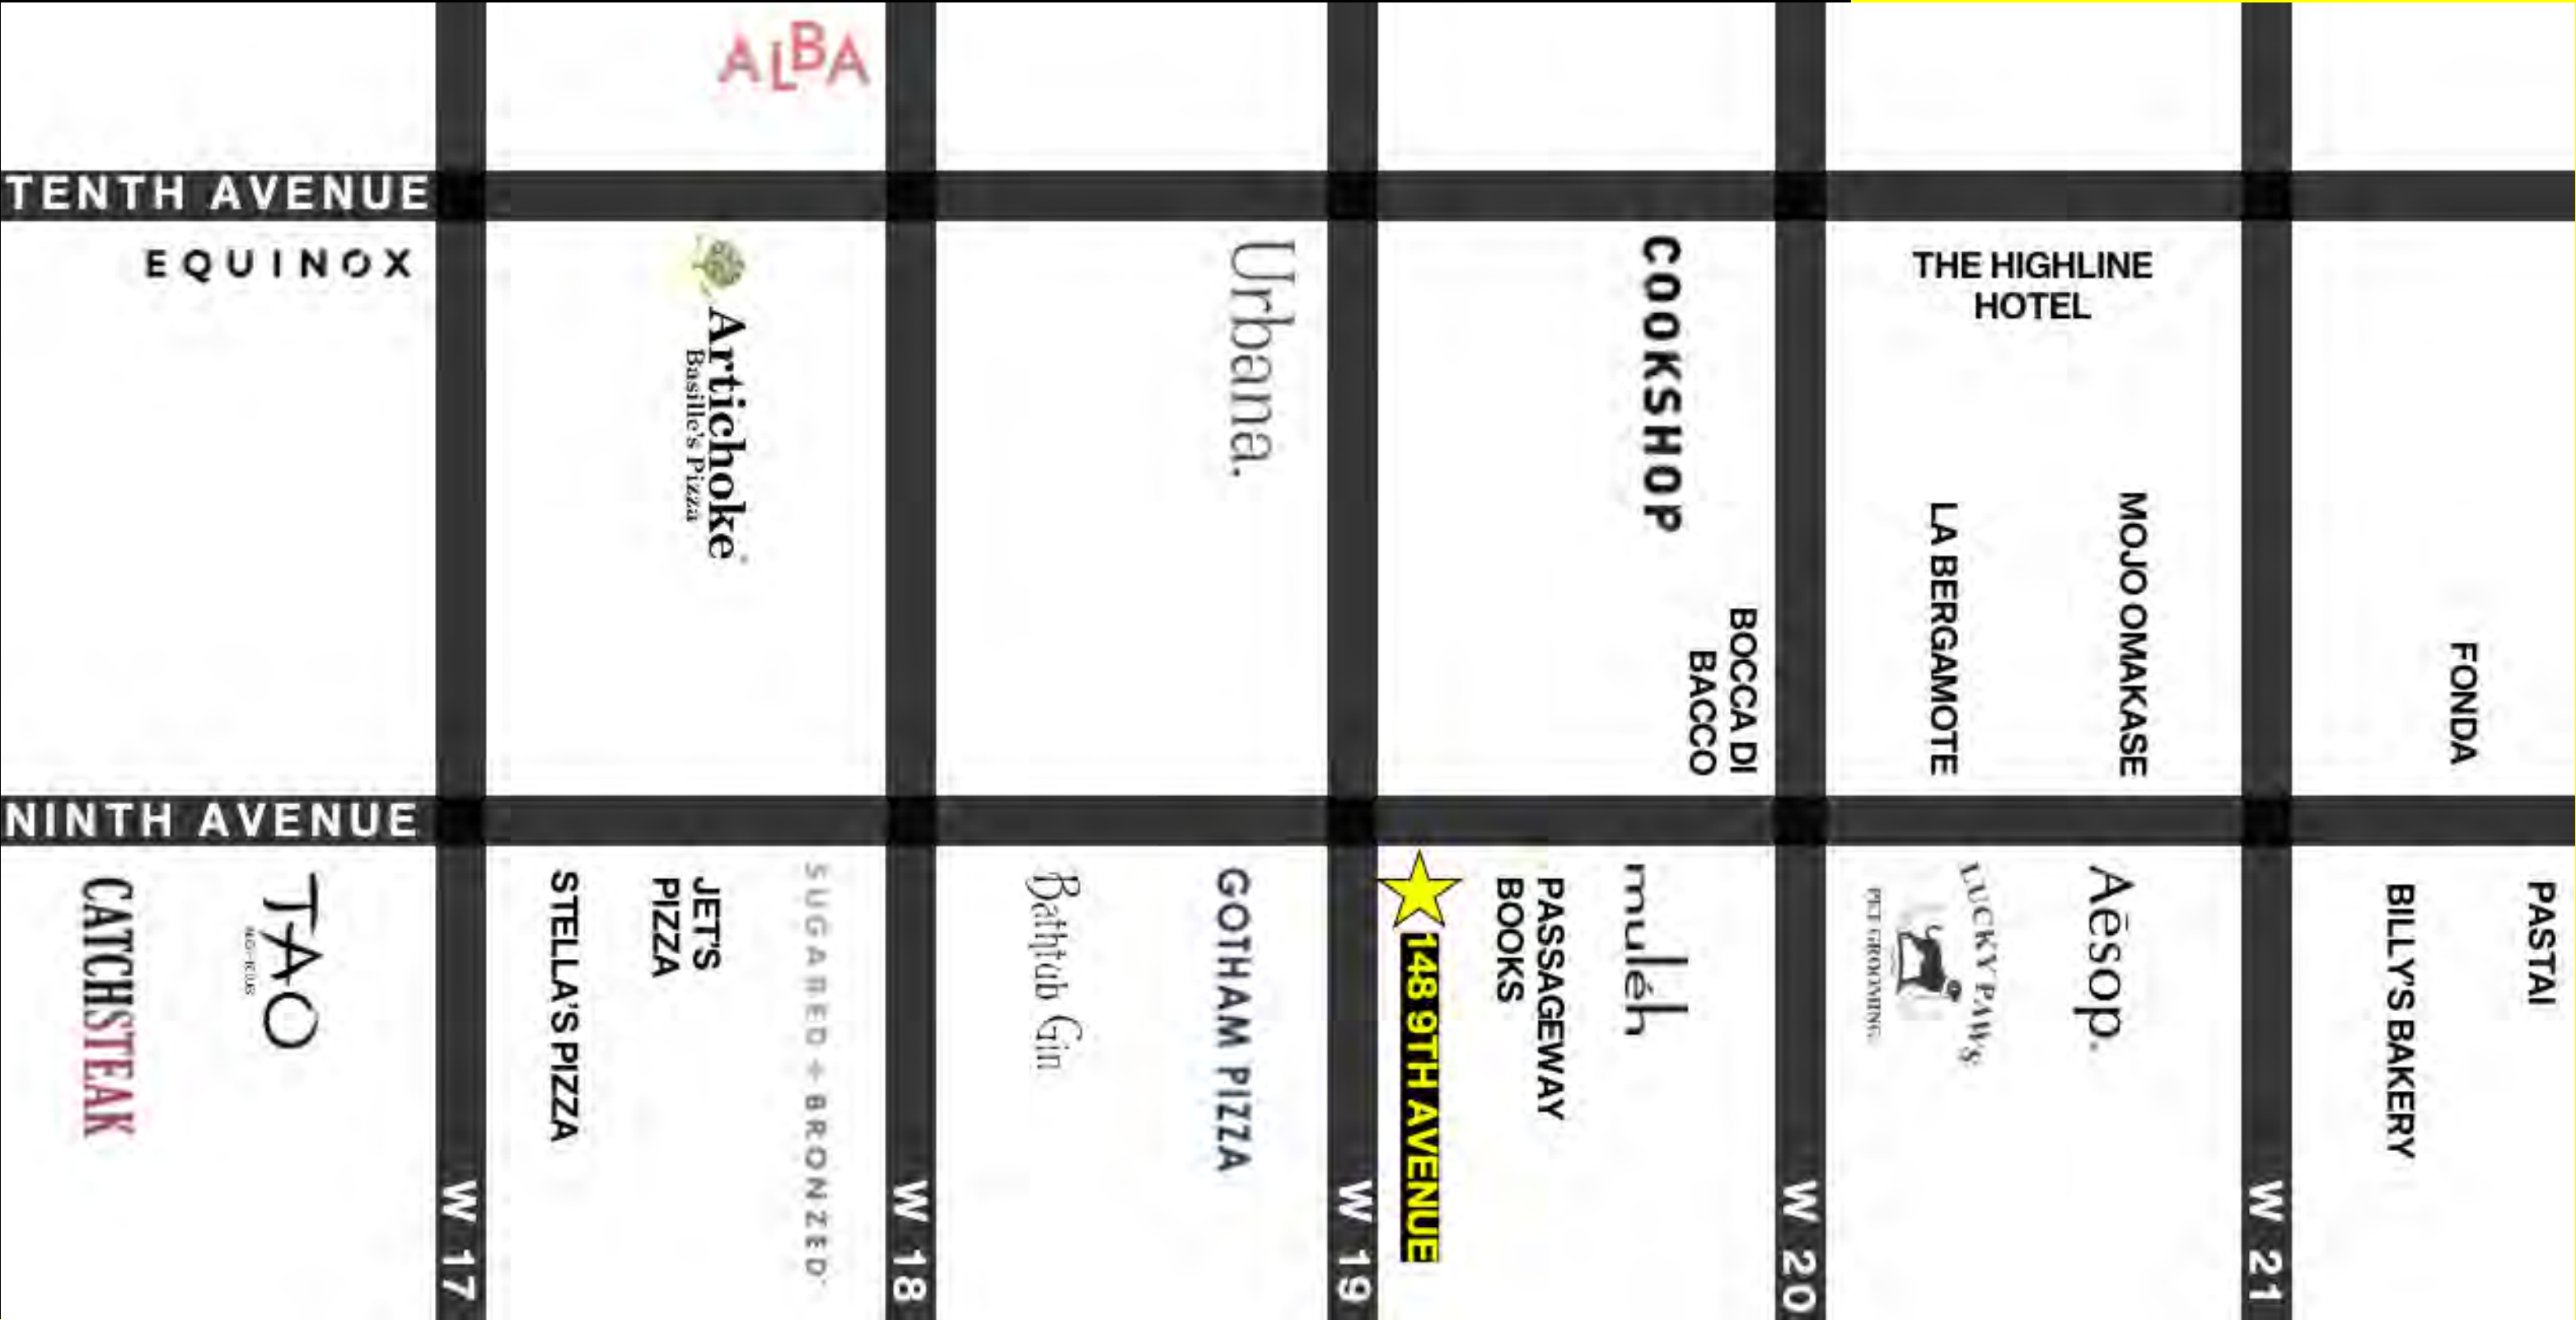 ALBA
TENTH AVENUE
EQUINOX
Artichoke
Basille's Pizza
Urbana.
COOKSHOP
BOCCA DI
BACCO
THE HIGHLINE
HOTEL
LA BERGAMOTE
MOJO OMAKASE
FONDA
NINTH AVENUE
CATCHSTEAK
TAO
STELLA'S PIZZA
JET'S
PIZZA
SUGARED + BRONZED
Bathtub Gin
GOTHAM PIZZA
148 9TH AVENUE
PASSAGEWAY
BOOKS
muléh
LUCKY PAWS
PET GROOMING
Aēsop.
BILLY'S BAKERY
PASTAI
W 17
W 18
W 19
W 20
W 21